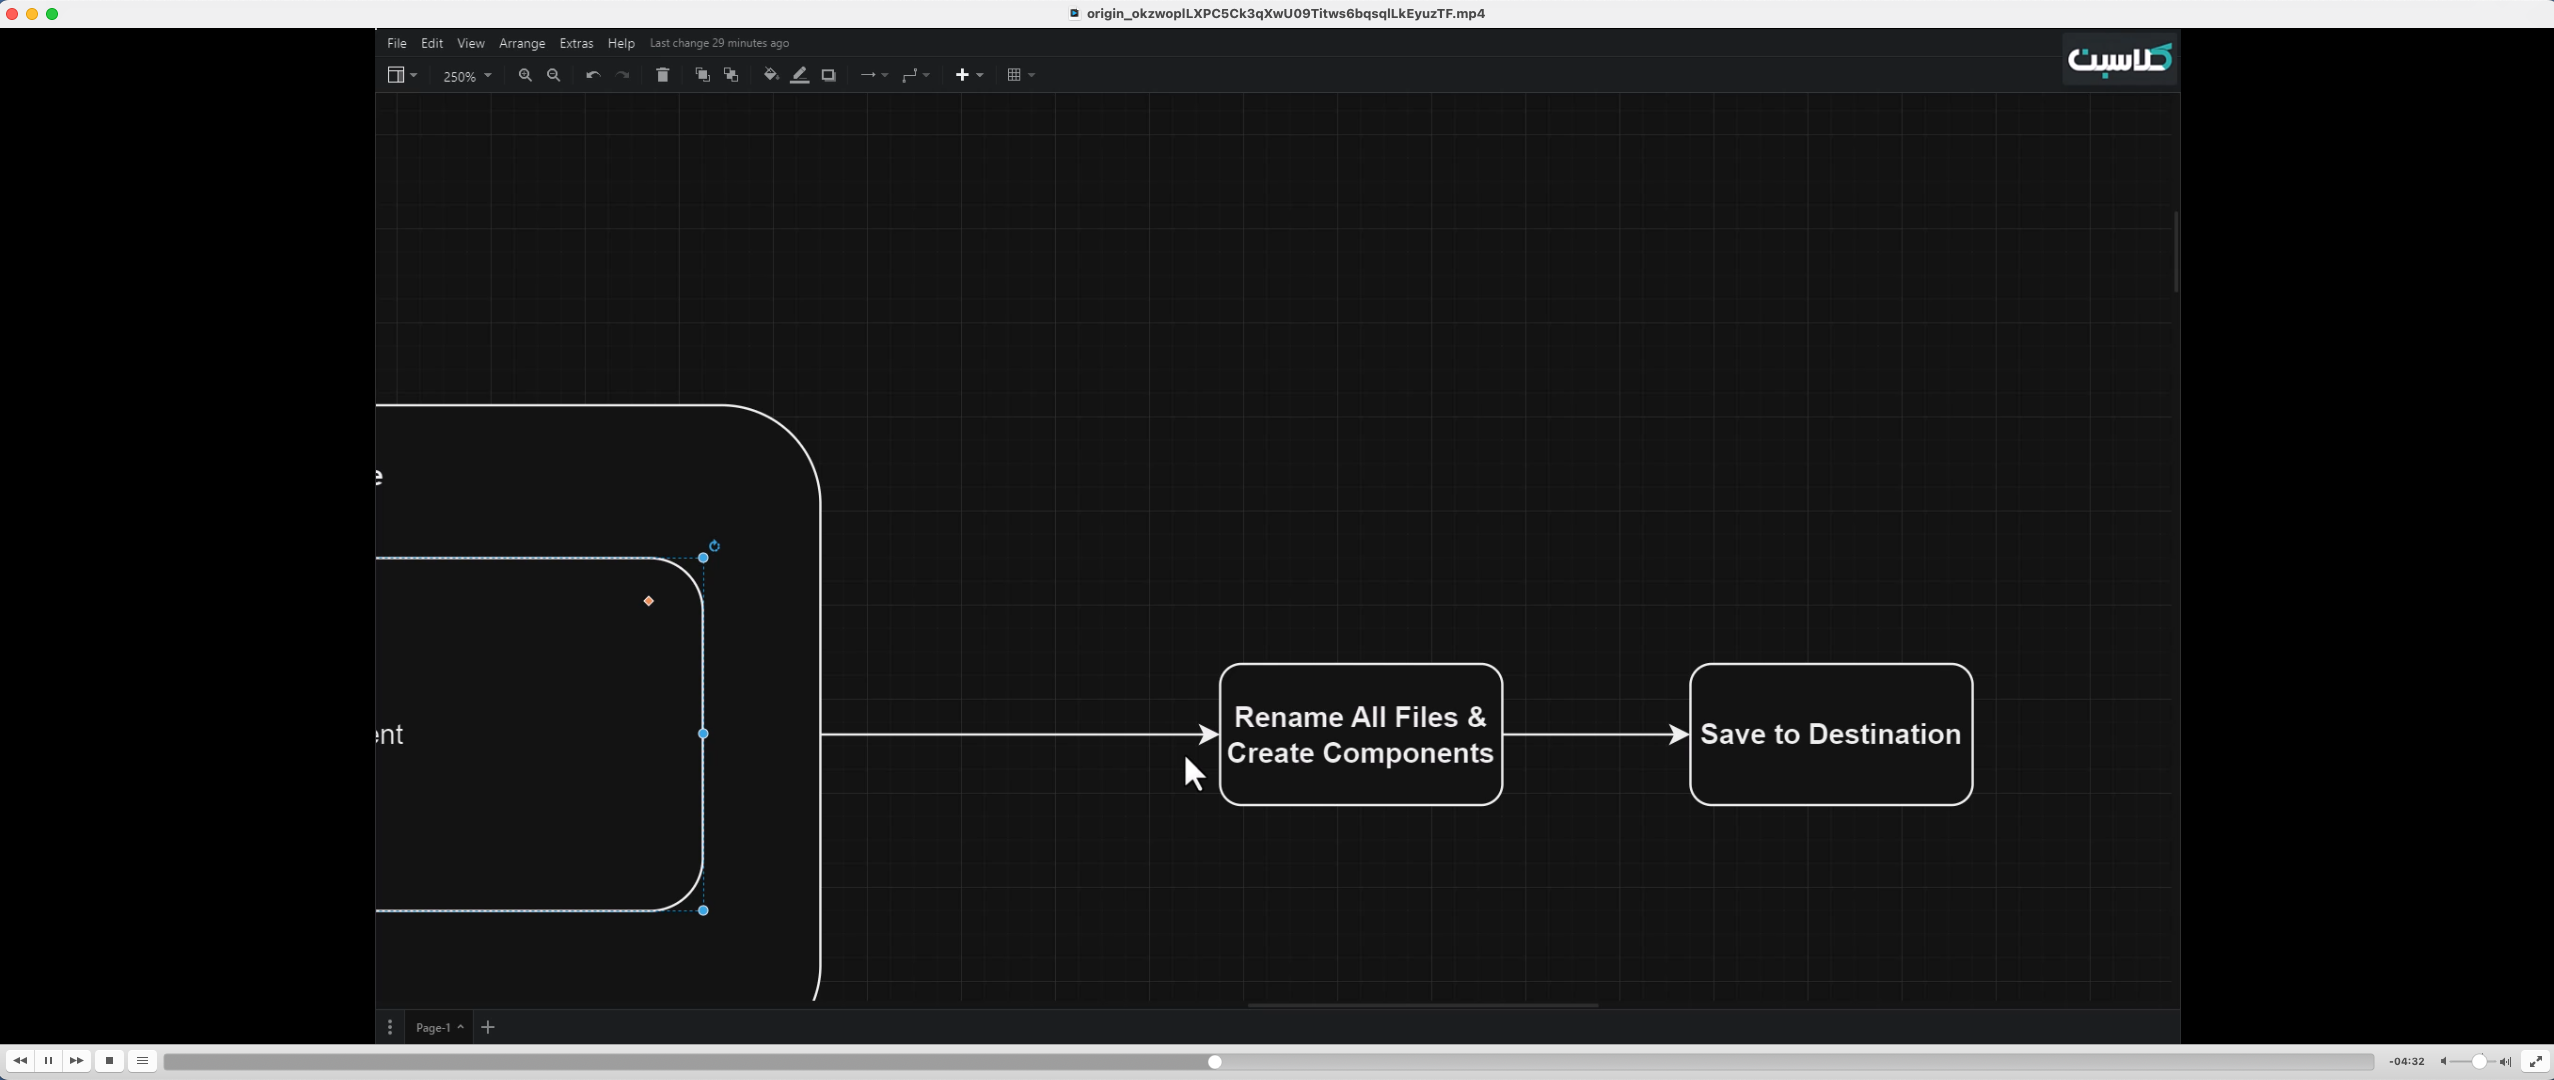 origin_okzwoplLXPC5Ck3qXwU09Titws6bqsqlLkEyuzTF.mp4
File Edit View Arrange Extras Help Last change 29 minutes ago
کلاسین
250%
e
ent
Rename All Files &
Create Components
Save to Destination
Page-1
-04:32